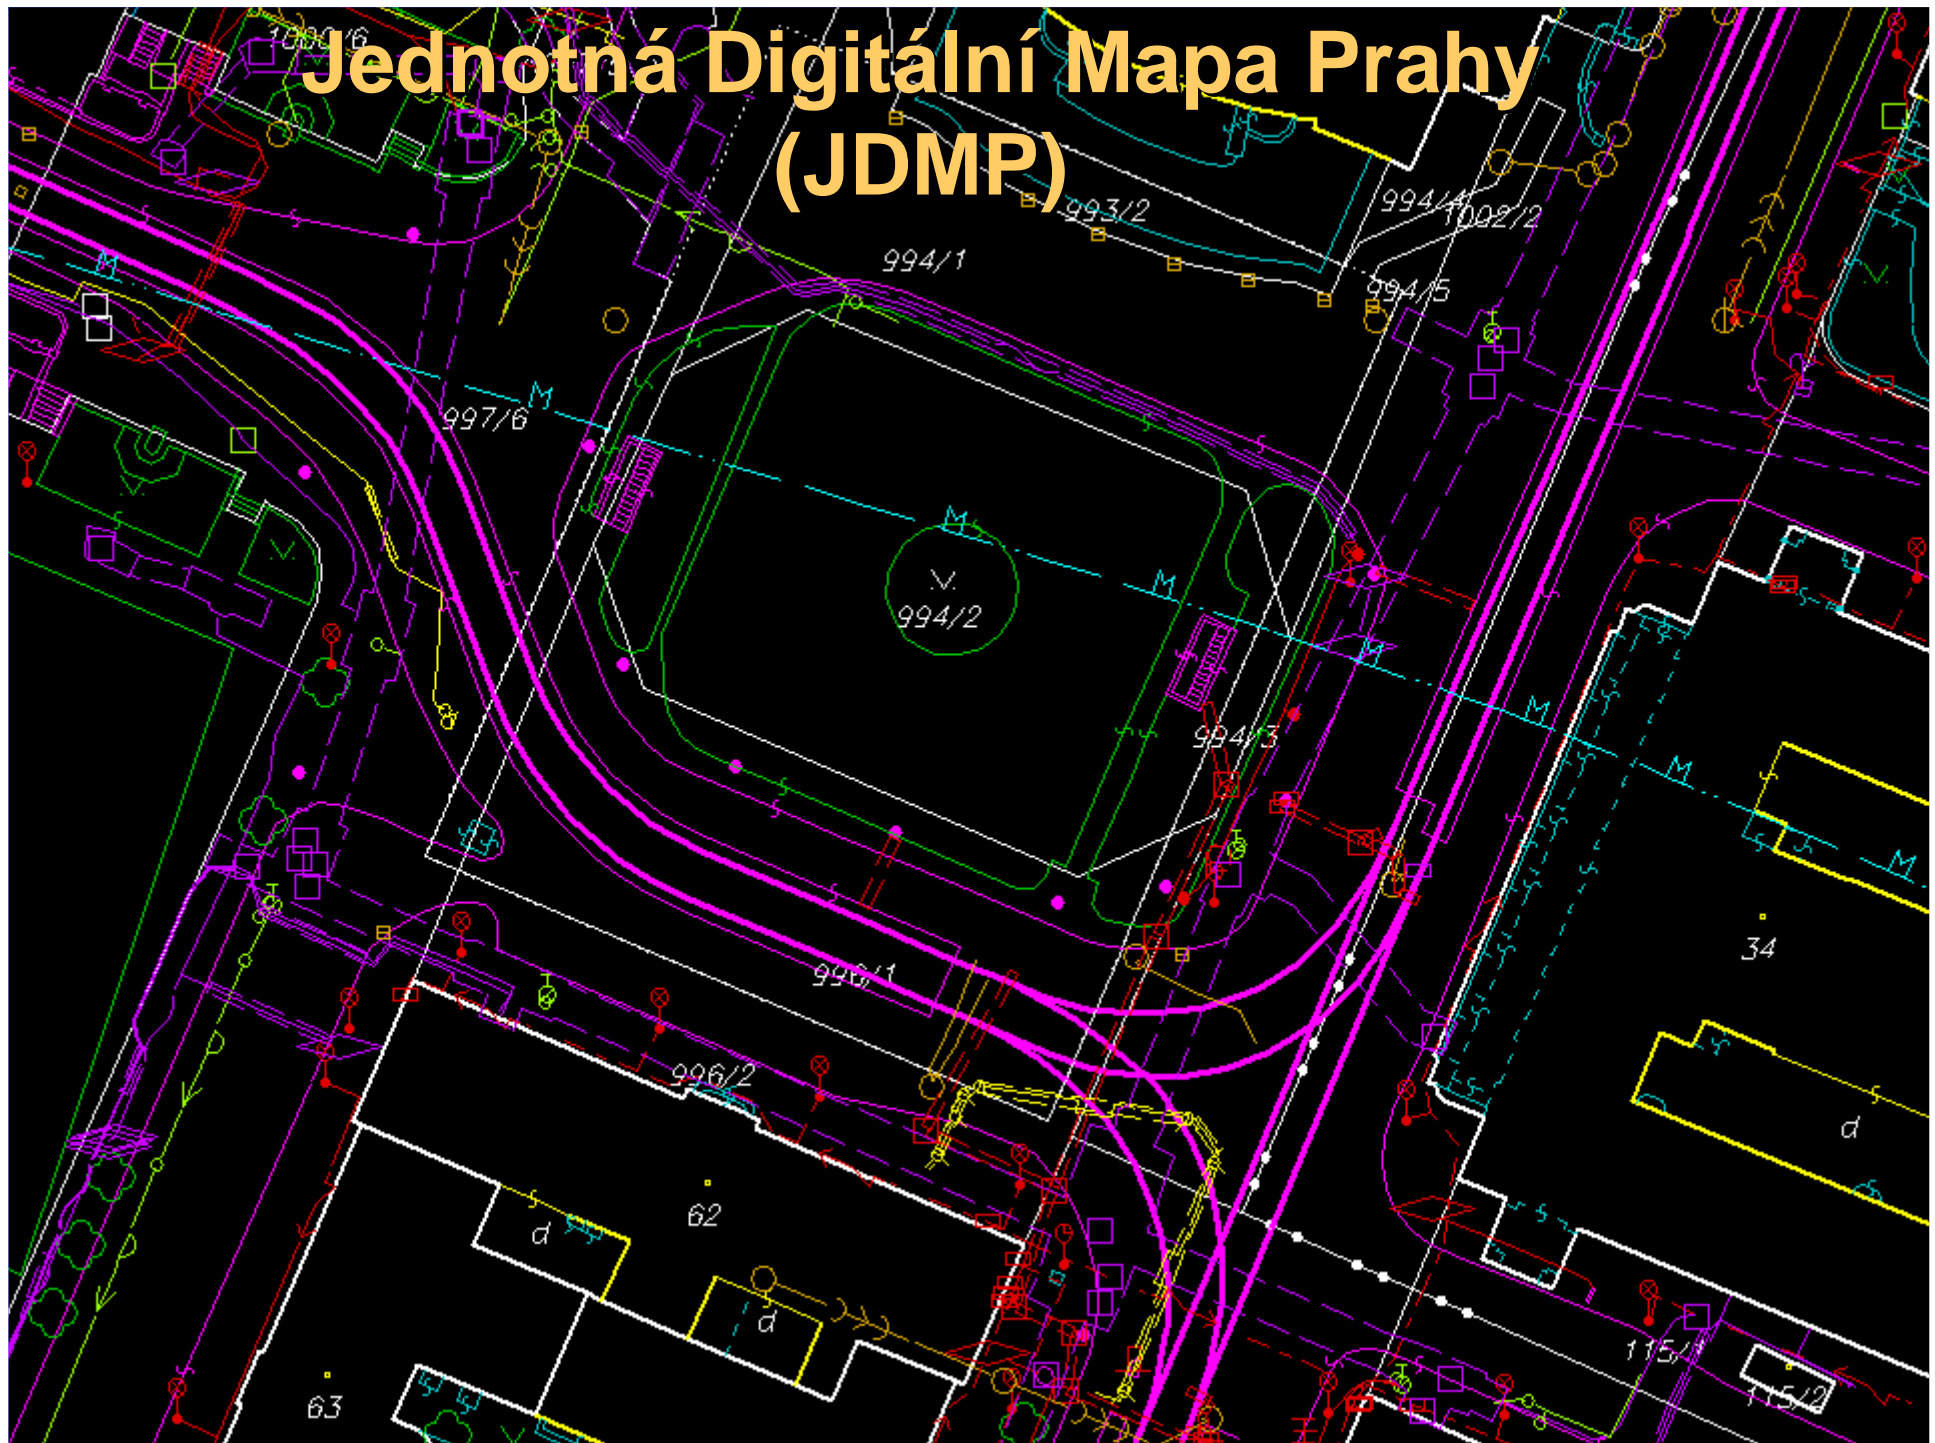 Jednotná Digitální Mapa Prahy
(JDMP)
993/2
994/4
1002/2
994/1
994/5
M
997/6
M
M
994/2
M
M
994/3
M
M
M
34
996/1
996/2
d
62
d
d
115/1
115/2
63